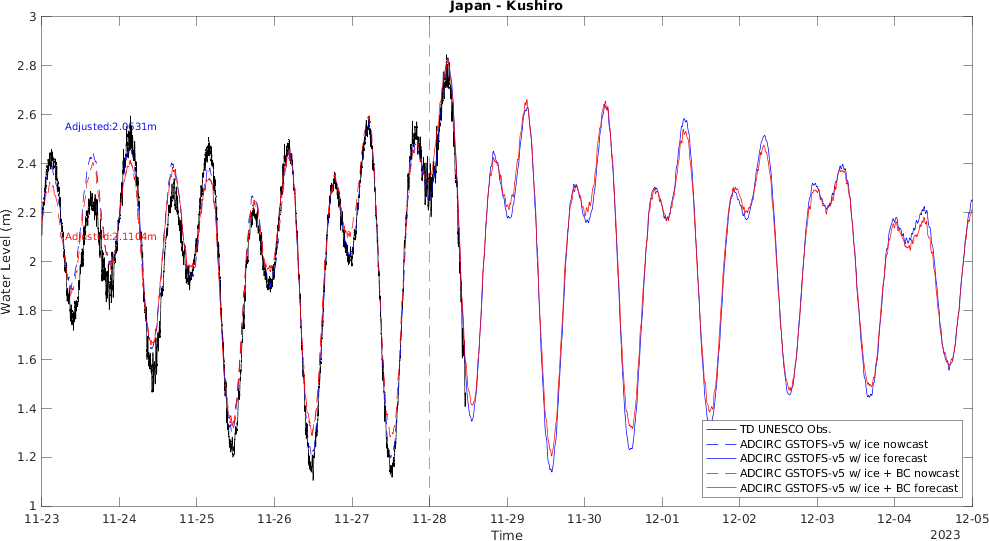 Japan - Kushiro
3
2.8
2.6
2.4
2.2
2
1.8
1.6
1.4
1.2
1
Water Level (m)
Adjusted:2.0631m
Adjusted:2.1104m
TD UNESCO Obs.
ADCIRC GSTOFS-v5 w/ ice nowcast
ADCIRC GSTOFS-v5 w/ ice forecast
ADCIRC GSTOFS-v5 w/ ice + BC nowcast
ADCIRC GSTOFS-v5 w/ ice + BC forecast
11-23 11-24 11-25 11-26 11-27 11-28 11-29 11-30 12-01 12-02 12-03 12-04 12-05
Time
2023